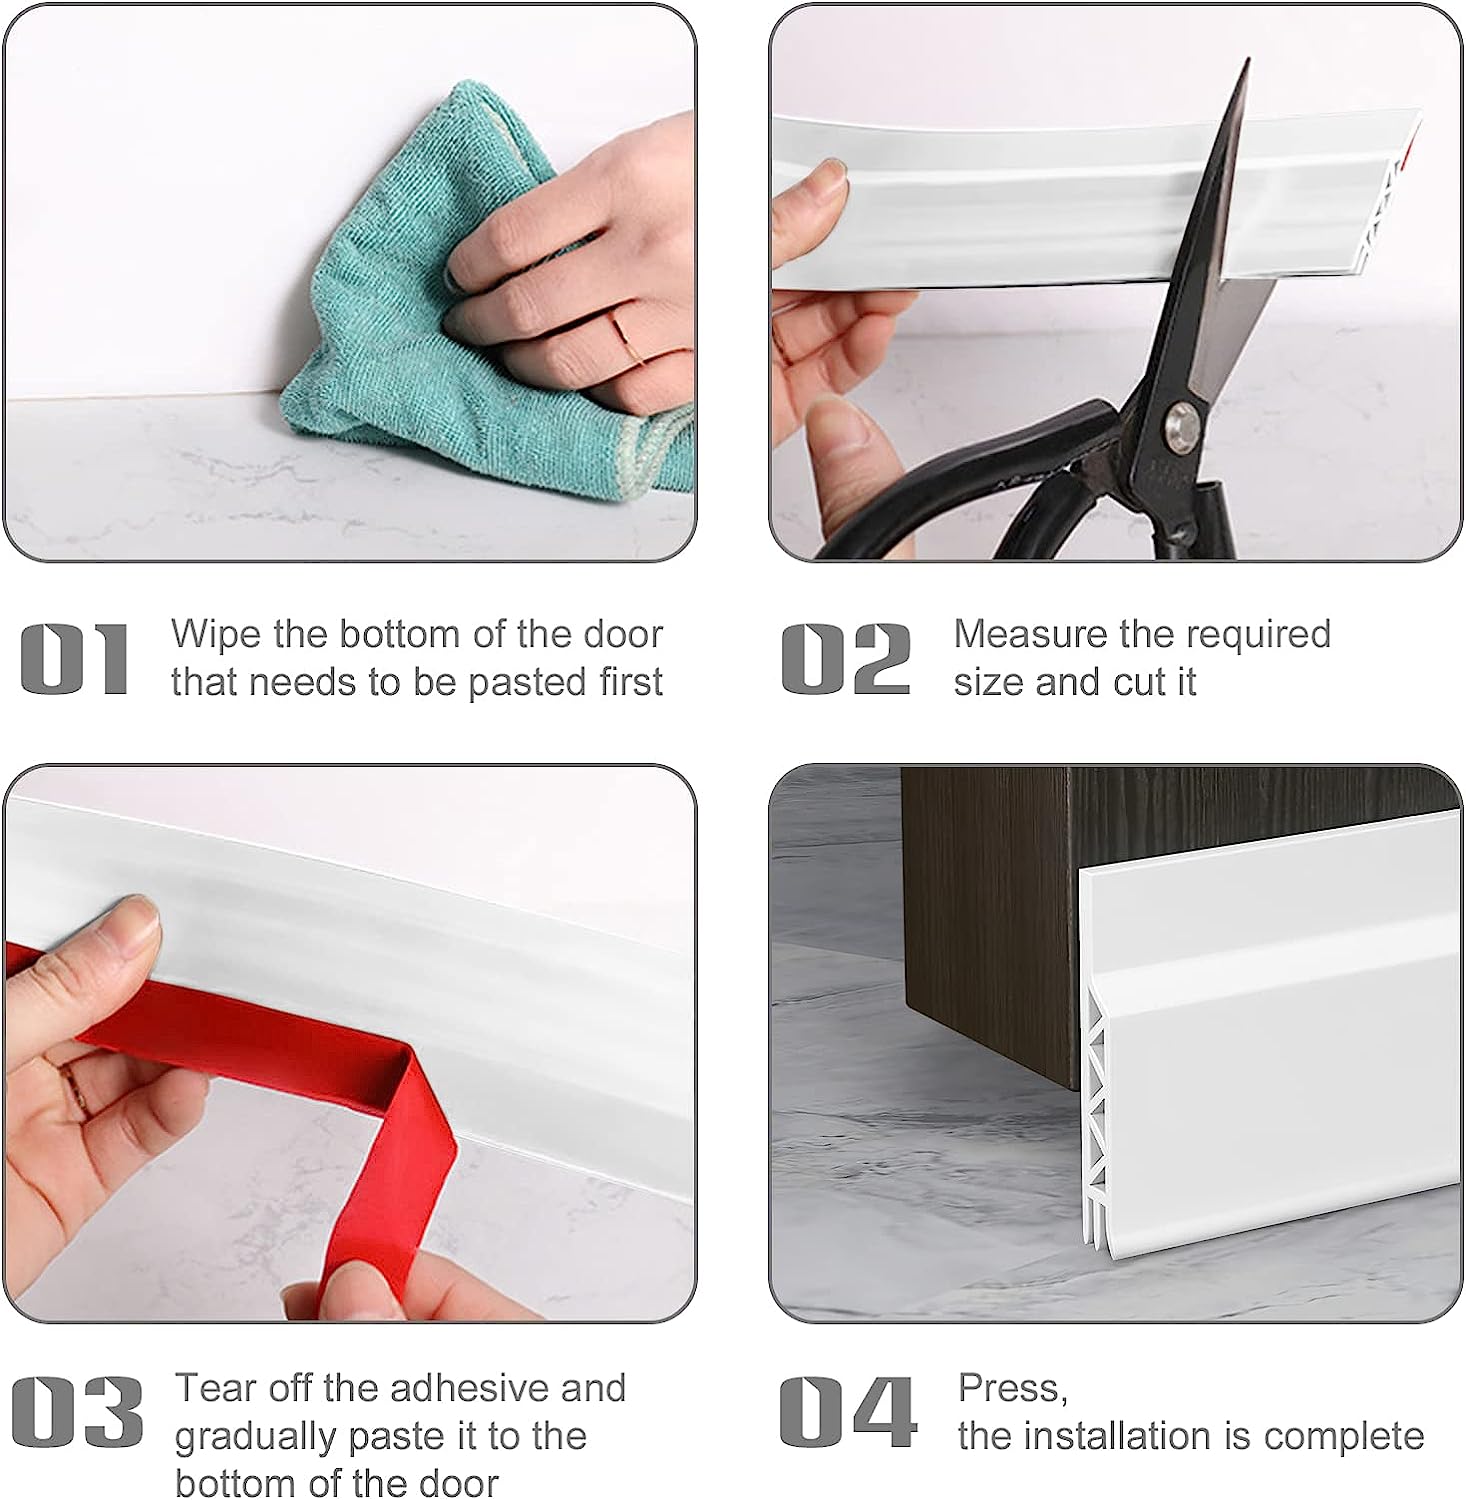 01
Wipe the bottom of the door
that needs to be pasted first
02
Measure the required
size and cut it
03
Tear off the adhesive and
gradually paste it to the
bottom of the door
04
Press,
the installation is complete